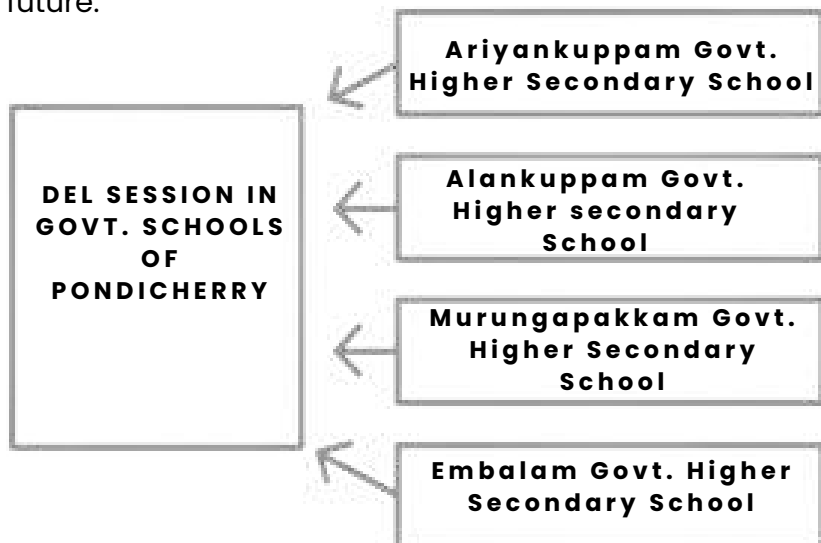 future.
Ariyankuppam Govt.
Higher Secondary School
DEL SESSION IN
GOVT. SCHOOLS
OF
PONDICHERRY
Alankuppam Govt.
Higher secondary
School
Murungapakkam Govt.
Higher Secondary
School
Embalam Govt. Higher
Secondary School